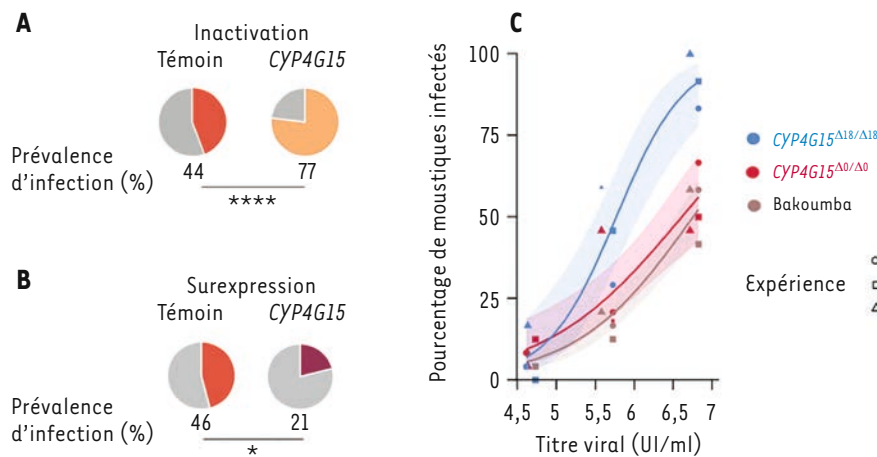 A
Inactivation
Témoin CYP4G15
Prévalence
d’infection (%)
44 77
****
B
Surexpression
Témoin CYP4G15
Prévalence
d’infection (%)
46 21
*
C
Pourcentage de moustiques infectés
100
75
50
25
0
4,5 5 5,5 6 6,5 7
Titre viral (UI/ml)
CYP4G15Δ18/Δ18
CYP4G15Δ0/Δ0
Bakoumba
Expérience